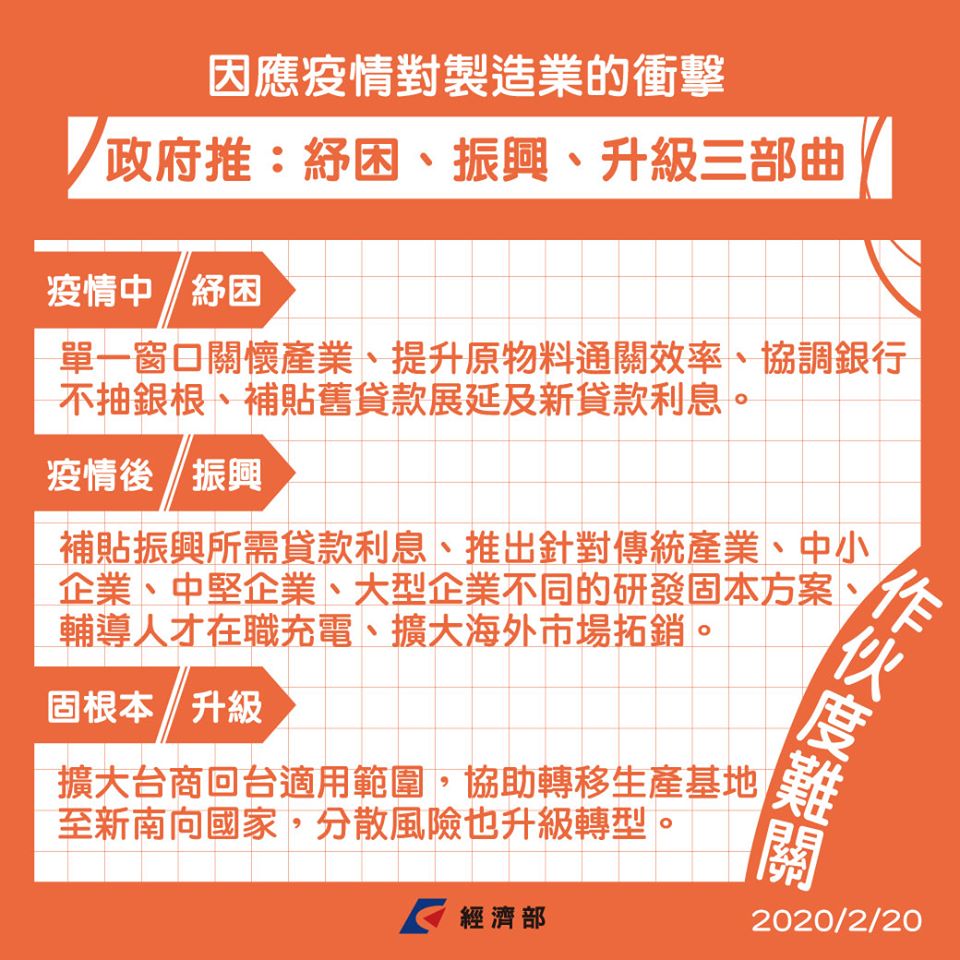 因應疫情對製造業的衝擊
政府推：紓困、振興、升級三部曲
疫情中//紓困
單一窗口關懷產業、提升原物料通關效率、協調銀行
不抽銀根、補貼舊貸款展延及新貸款利息。
疫情後//振興
補貼振興所需貸款利息、推出針對傳統產業、中小
企業、中堅企業、大型企業不同的研發固本方案、
輔導人才在職充電、擴大海外市場拓銷。
固根本//升級
擴大台商回台適用範圍，協助轉移生產基地
至新南向國家，分散風險也升級轉型。
作伙度難關
經濟部
2020/2/20